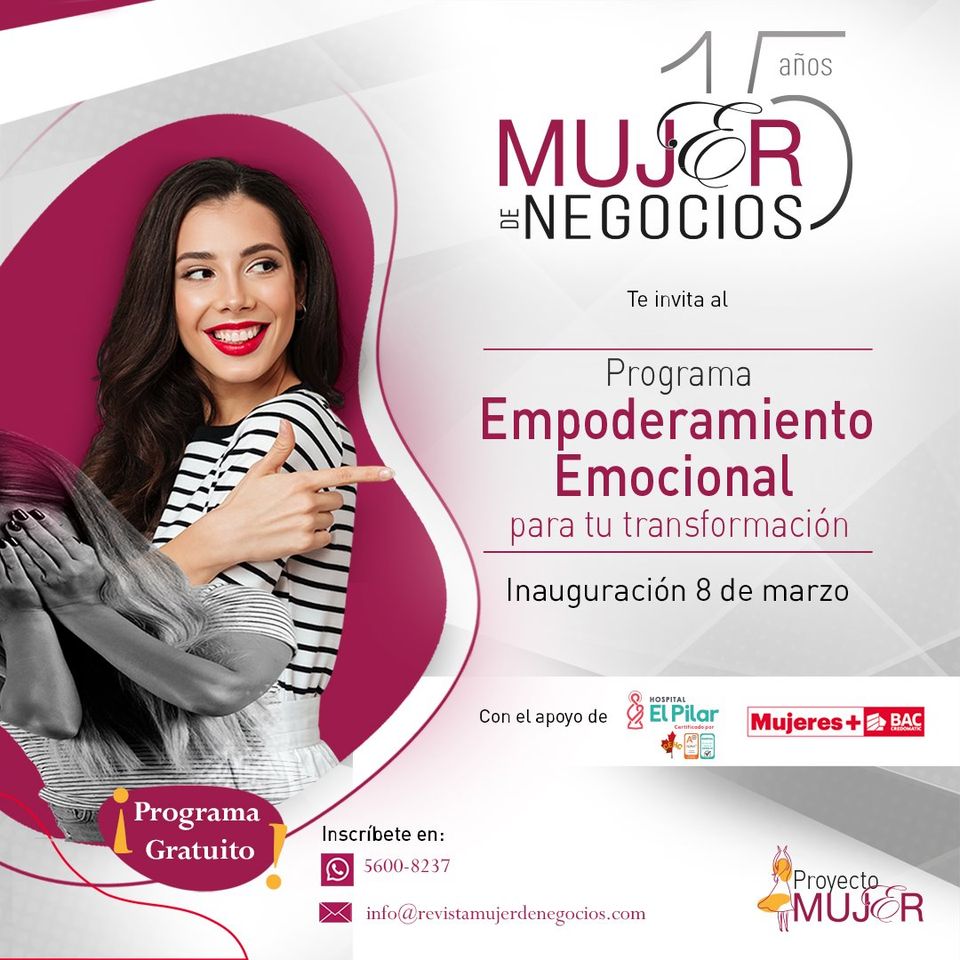 15 años
MUJER
DE NEGOCIOS
Te invita al
Programa
Empoderamiento
Emocional
para tu transformación
Inauguración 8 de marzo
Con el apoyo de
HOSPITAL
El Pilar
Certificado por
Mujeres+ BAC
CREDOMATIC
¡Programa
Gratuito!
Inscríbete en:
5600-8237
info@revistamujerdenegocios.com
Proyecto
MUJER